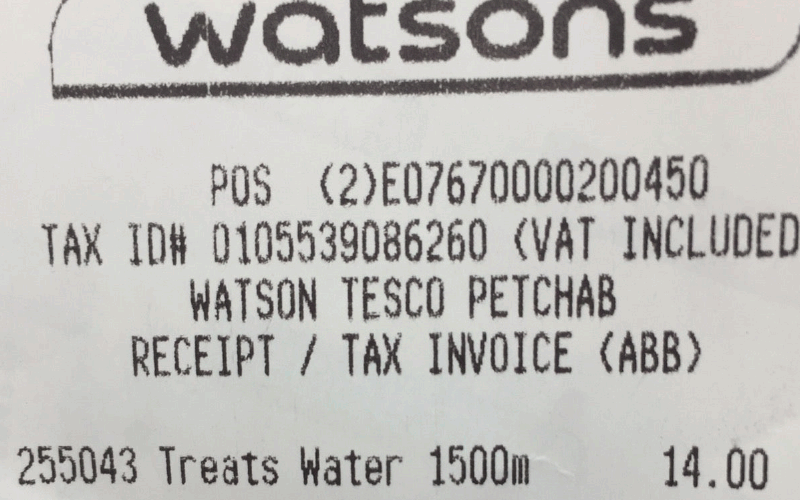 watsons
POS (2)E07670000200450
TAX ID# 0105539086260 (VAT INCLUDED
WATSON TESCO PETCHAB
RECEIPT / TAX INVOICE (ABB)
255043 Treats Water 1500m 14.00